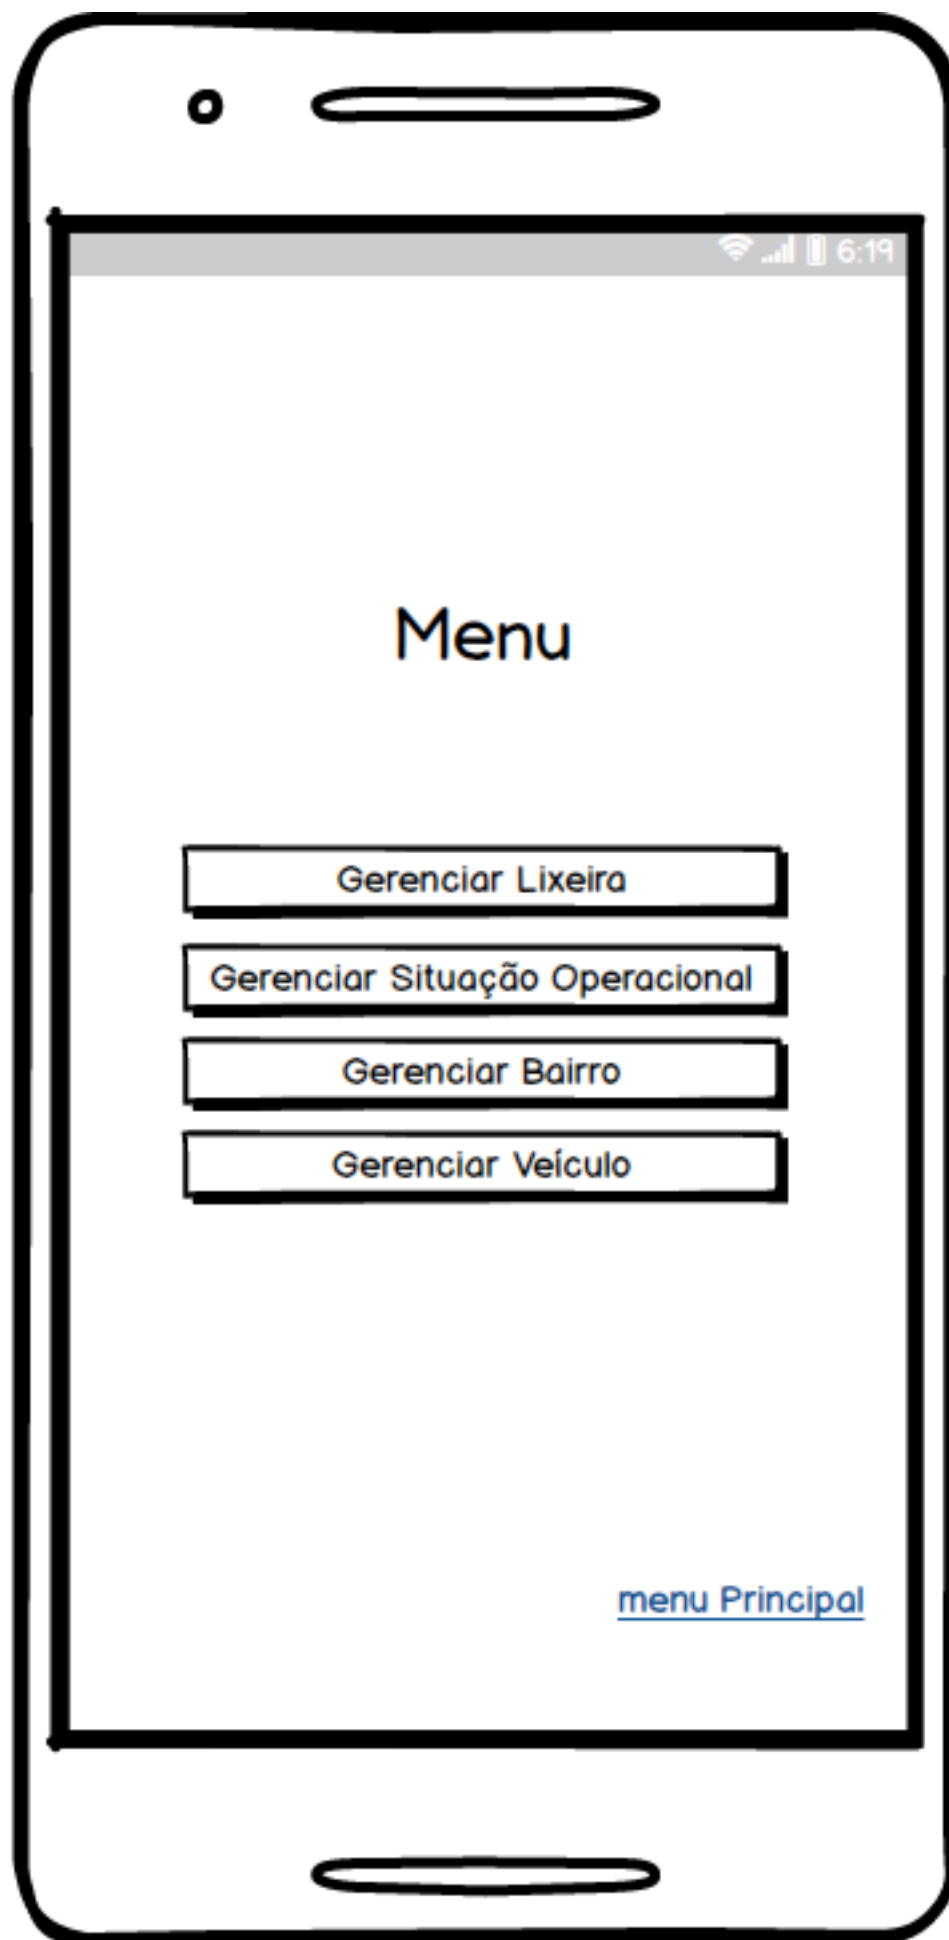 6:19
Menu
Gerenciar Lixeira
Gerenciar Situação Operacional
Gerenciar Bairro
Gerenciar Veículo
menu Principal